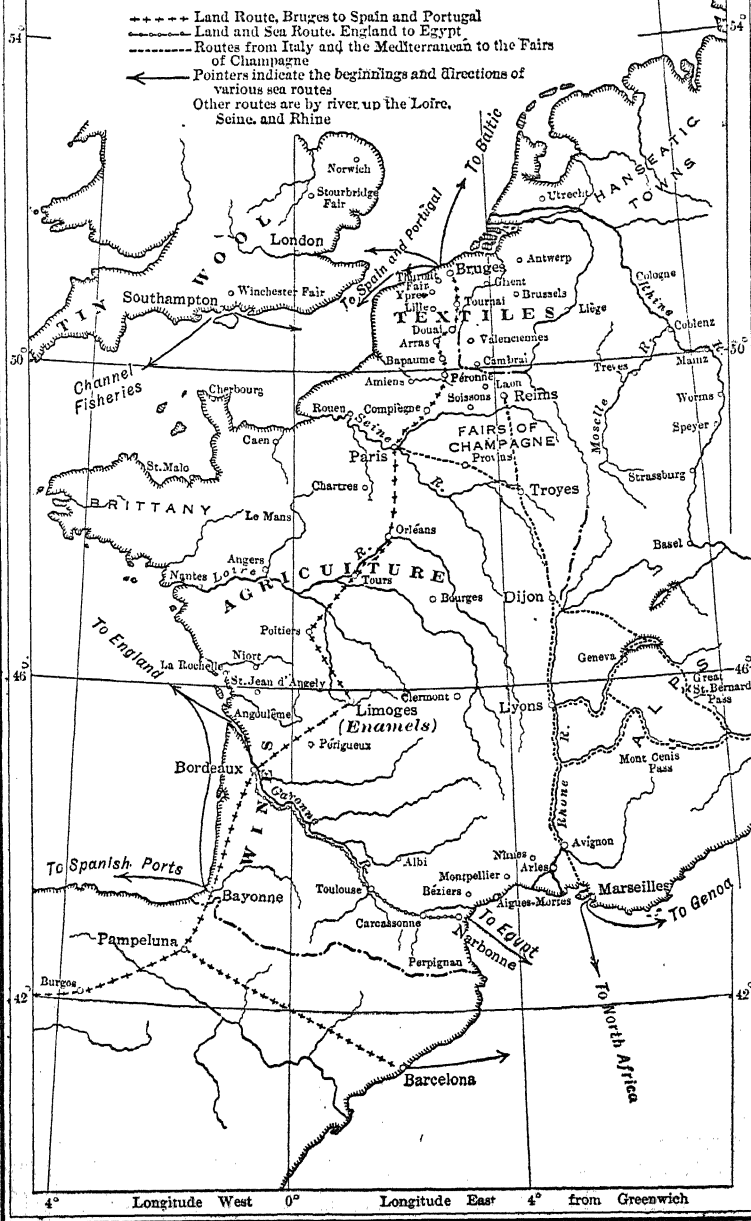 Land Route, Bruges to Spain and Portugal
Land and Sea Route. England to Egypt
Routes from Italy and the Mediterranean to the Fairs
of Champagne
Pointers indicate the beginnings and directions of
various sea routes
Other routes are by river, up the Loire,
Seine, and Rhine
54°
54°
To Baltic
HANSEATIC
TOWNS
Norwich
Stourbridge
Fair
Utrecht
WOOL
London
To Spain and Portugal
Bruges
Antwerp
Thurout
Fair
Ghent
Cologne
Rhine
TIN
Southampton
Winchester Fair
Ypres
Lille
Tournai
Brussels
TEXTILES
Liège
Douai
Arras
Valenciennes
Coblenz
50°
50°
Bapaume
Cambrai
Treves
R.
Mainz
R.
Channel
Fisheries
Cherbourg
Amiens
Péronne
Laon
Worms
Rouen
Compiègne
Soissons
Reims
Moselle
Speyer
Caen
Seine
FAIRS OF
CHAMPAGNE
Paris
Provins
St. Malo
Chartres
R.
Troyes
Strassburg
BRITTANY
Le Mans
Orléans
Basel
Angers
R.
Nantes
Loire
Tours
AGRICULTURE
Bourges
Dijon
Poitiers
To England
Niort
La Rochelle
Geneva
46°
46°
St. Jean d'Angely
Great
St. Bernard
Pass
Clermont
Lyons
Angoulême
Limoges
(Enamels)
R.
ALPS
Périgueux
Mont Cenis
Pass
Bordeaux
WINES
Garonne
Rhone
R.
Avignon
Albi
Nîmes
To Spanish Ports
Arles
Montpellier
Bayonne
Toulouse
Béziers
Aigues-Mortes
Marseilles
To Genoa
Carcassonne
To Egypt
Narbonne
Pampeluna
Perpignan
Burgos
42°
42°
To North Africa
Barcelona
4°
Longitude West
0°
Longitude East
4°
from Greenwich